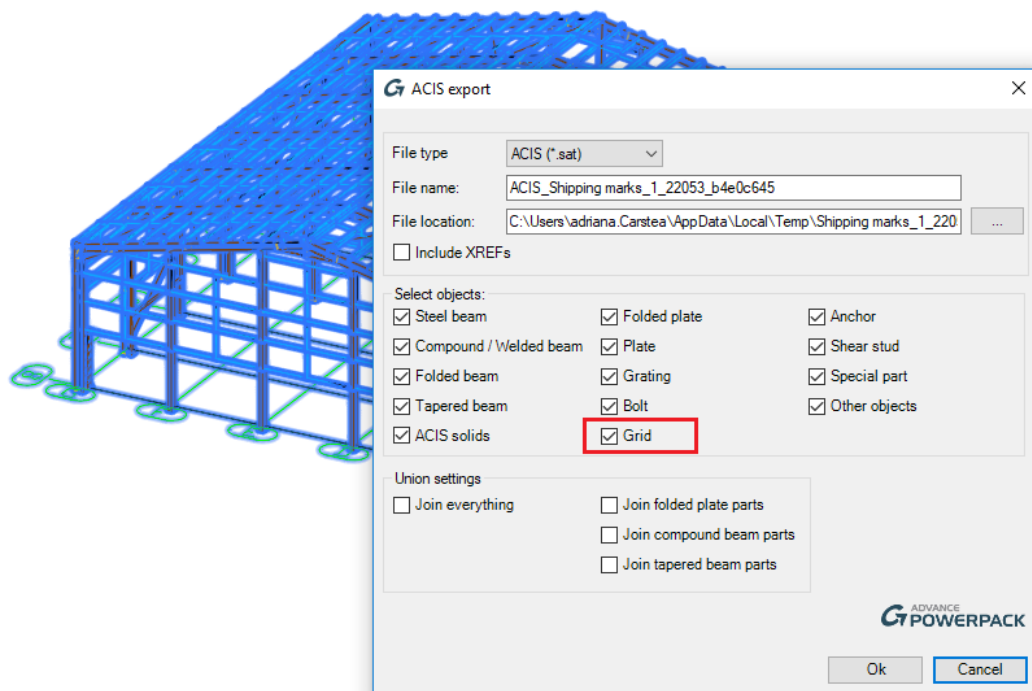 ACIS export
File type
ACIS (*.sat)
File name:
ACIS_Shipping marks_1_22053_b4e0c645
File location:
C:\Users\adriana.Carstea\AppData\Local\Temp\Shipping marks_1_220
...
Include XREFs
Select objects:
Steel beam
Folded plate
Anchor
Compound / Welded beam
Plate
Shear stud
Folded beam
Grating
Special part
Tapered beam
Bolt
Other objects
ACIS solids
Grid
Union settings
Join everything
Join folded plate parts
Join compound beam parts
Join tapered beam parts
ADVANCE
POWERPACK
Ok
Cancel